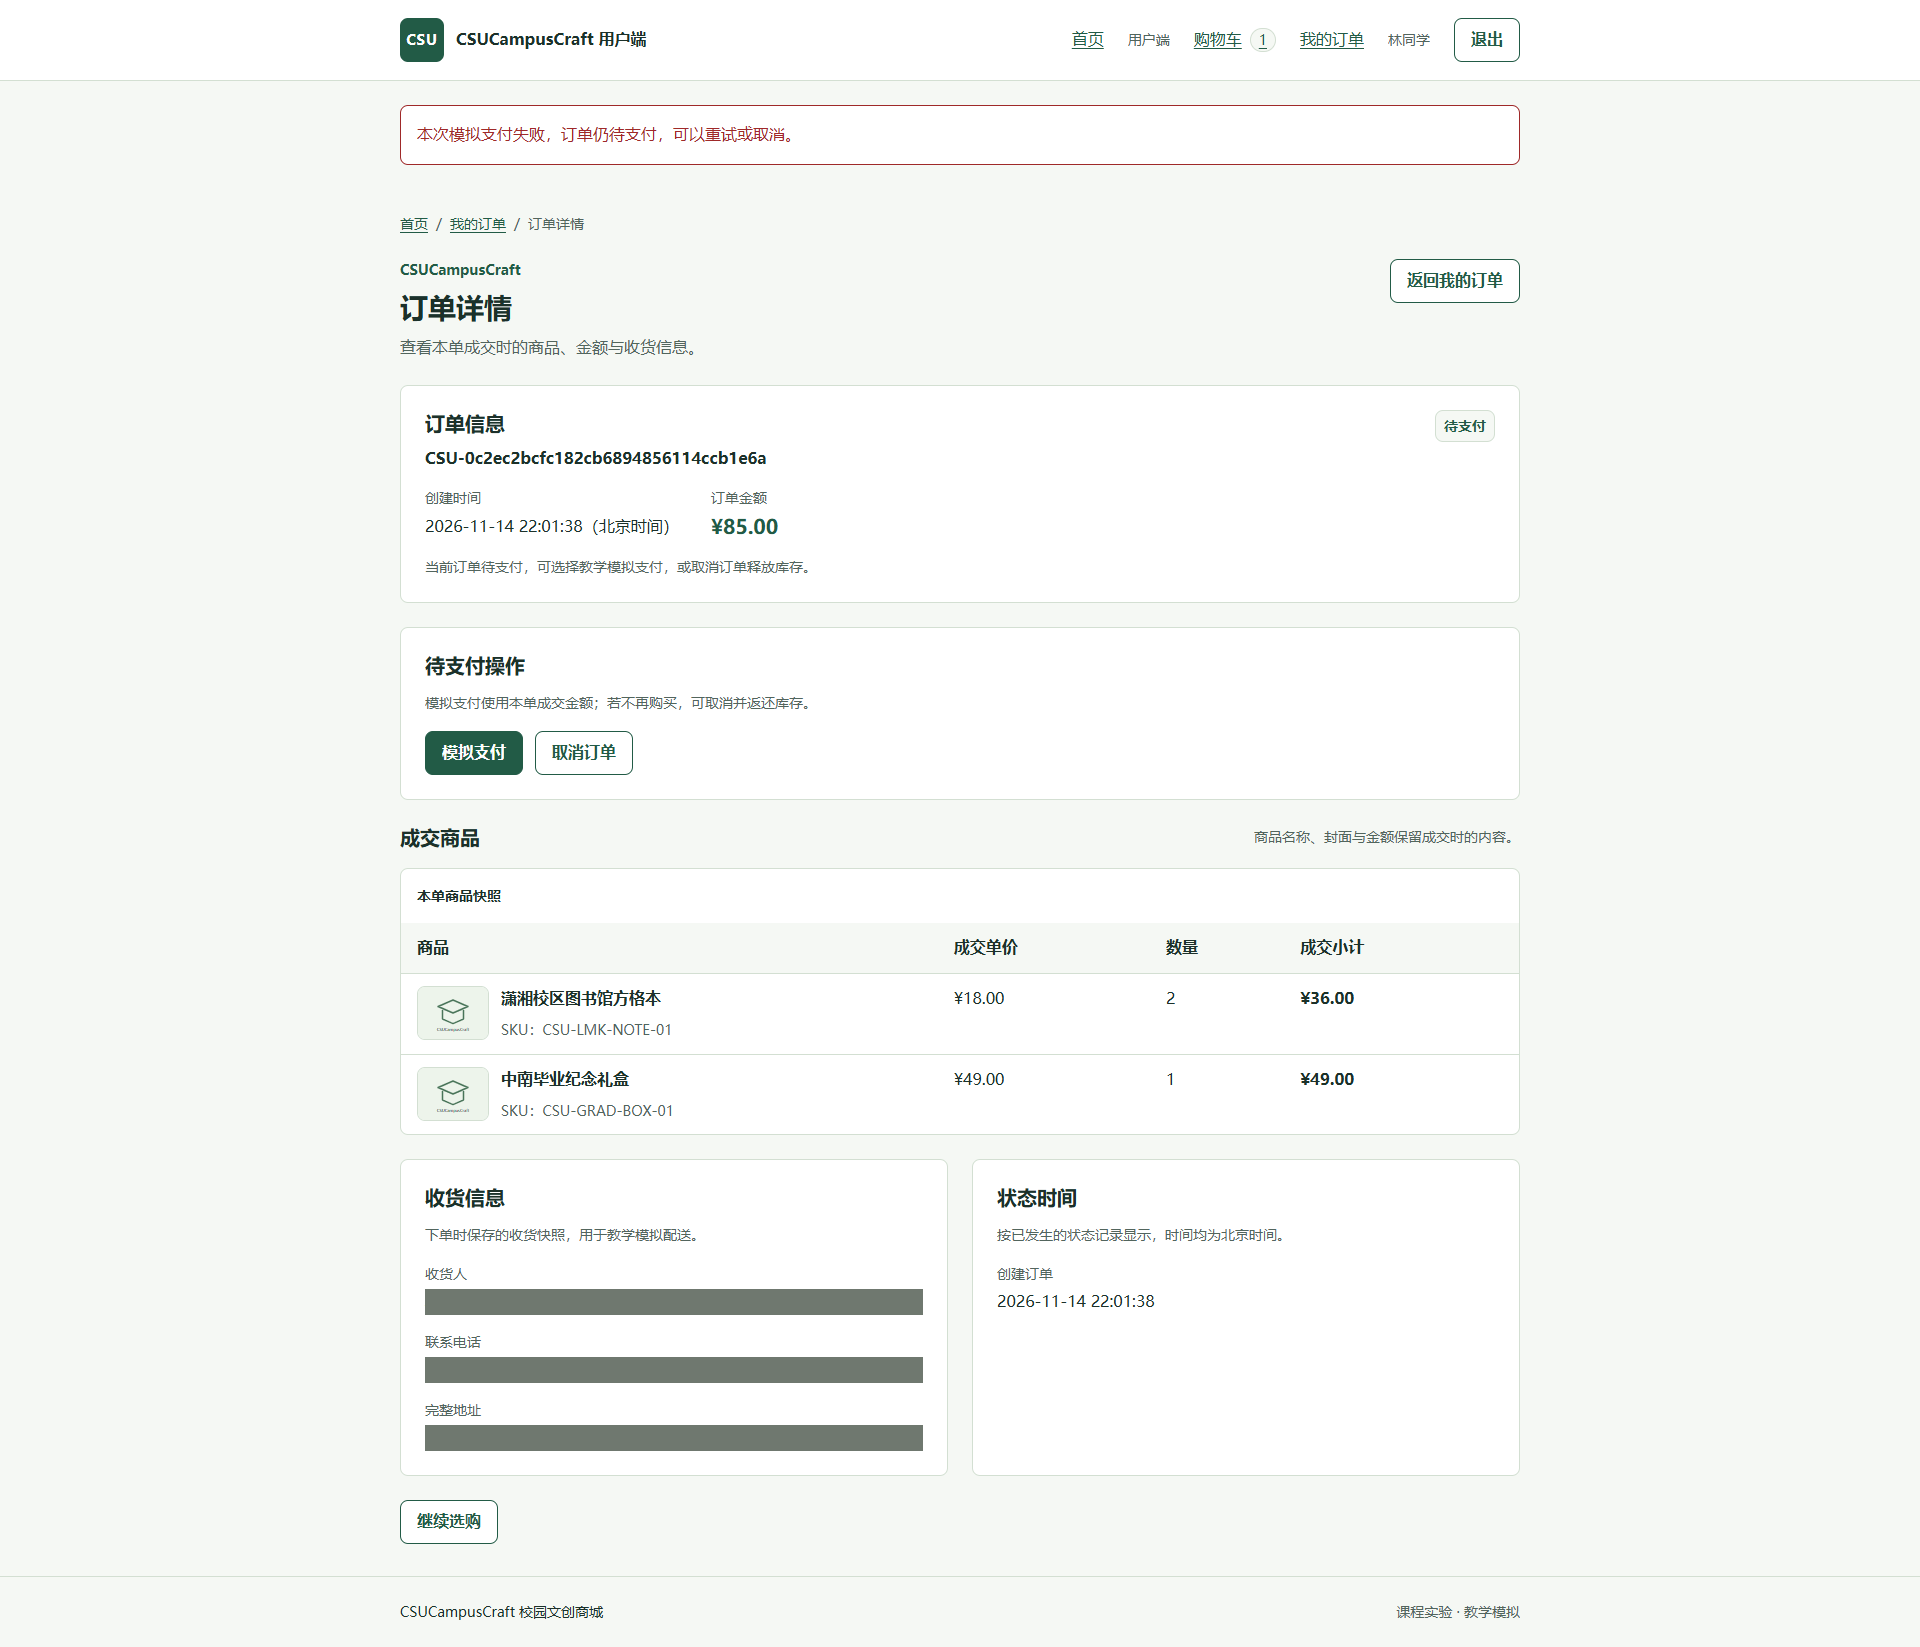 CSU CSUCampusCraft 用户端 首页 用户端 购物车 1 我的订单 林同学 退出
本次模拟支付失败，订单仍待支付，可以重试或取消。
首页 / 我的订单 / 订单详情
CSUCampusCraft
返回我的订单
订单详情
查看本单成交时的商品、金额与收货信息。
订单信息
待支付
CSU-0c2ec2bcfc182cb6894856114ccb1e6a
创建时间 订单金额
2026-11-14 22:01:38（北京时间） ¥85.00
当前订单待支付，可选择教学模拟支付，或取消订单释放库存。
待支付操作
模拟支付使用本单成交金额；若不再购买，可取消并返还库存。
模拟支付 取消订单
成交商品 商品名称、封面与金额保留成交时的内容。
本单商品快照
商品 成交单价 数量 成交小计
潇湘校区图书馆方格本 ¥18.00 2 ¥36.00
CSUCampusCraft SKU：CSU-LMK-NOTE-01
中南毕业纪念礼盒 ¥49.00 1 ¥49.00
CSUCampusCraft SKU：CSU-GRAD-BOX-01
收货信息
下单时保存的收货快照，用于教学模拟配送。
收货人
联系电话
完整地址
状态时间
按已发生的状态记录显示，时间均为北京时间。
创建订单
2026-11-14 22:01:38
继续选购
CSUCampusCraft 校园文创商城 课程实验 · 教学模拟